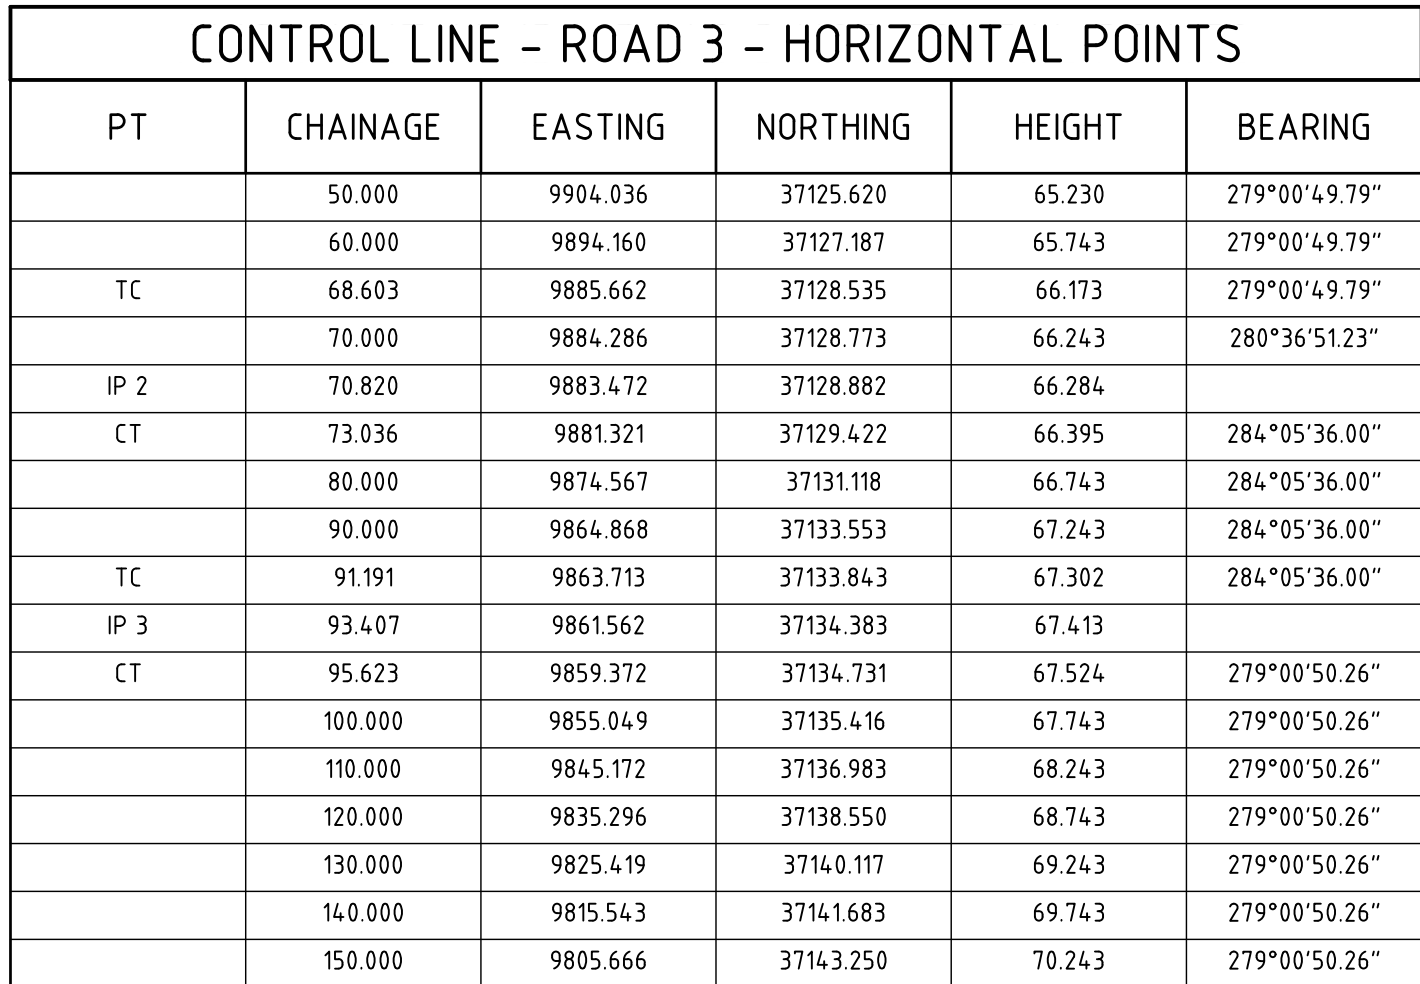 CONTROL LINE - ROAD 3 - HORIZONTAL POINTS
PT CHAINAGE EASTING NORTHING HEIGHT BEARING
50.000 9904.036 37125.620 65.230 279°00'49.79"
60.000 9894.160 37127.187 65.743 279°00'49.79"
TC 68.603 9885.662 37128.535 66.173 279°00'49.79"
70.000 9884.286 37128.773 66.243 280°36'51.23"
IP 2 70.820 9883.472 37128.882 66.284
CT 73.036 9881.321 37129.422 66.395 284°05'36.00"
80.000 9874.567 37131.118 66.743 284°05'36.00"
90.000 9864.868 37133.553 67.243 284°05'36.00"
TC 91.191 9863.713 37133.843 67.302 284°05'36.00"
IP 3 93.407 9861.562 37134.383 67.413
CT 95.623 9859.372 37134.731 67.524 279°00'50.26"
100.000 9855.049 37135.416 67.743 279°00'50.26"
110.000 9845.172 37136.983 68.243 279°00'50.26"
120.000 9835.296 37138.550 68.743 279°00'50.26"
130.000 9825.419 37140.117 69.243 279°00'50.26"
140.000 9815.543 37141.683 69.743 279°00'50.26"
150.000 9805.666 37143.250 70.243 279°00'50.26"